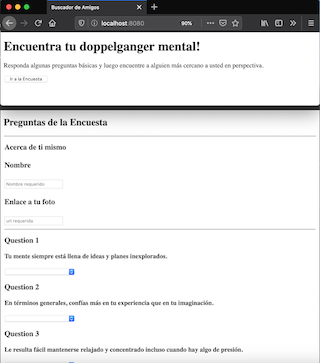 Buscador de Amigos
localhost:8080
90%
Encuentra tu doppelganger mental!
Responda algunas preguntas básicas y luego encuentre a alguien más cercano a usted en perspectiva.
Ir a la Encuesta
Preguntas de la Encuesta
Acerca de ti mismo
Nombre
Nombre requerido
Enlace a tu foto
url requerida
Question 1
Tu mente siempre está llena de ideas y planes inexplorados.
Question 2
En términos generales, confías más en tu experiencia que en tu imaginación.
Question 3
Le resulta fácil mantenerse relajado y concentrado incluso cuando hay algo de presión.